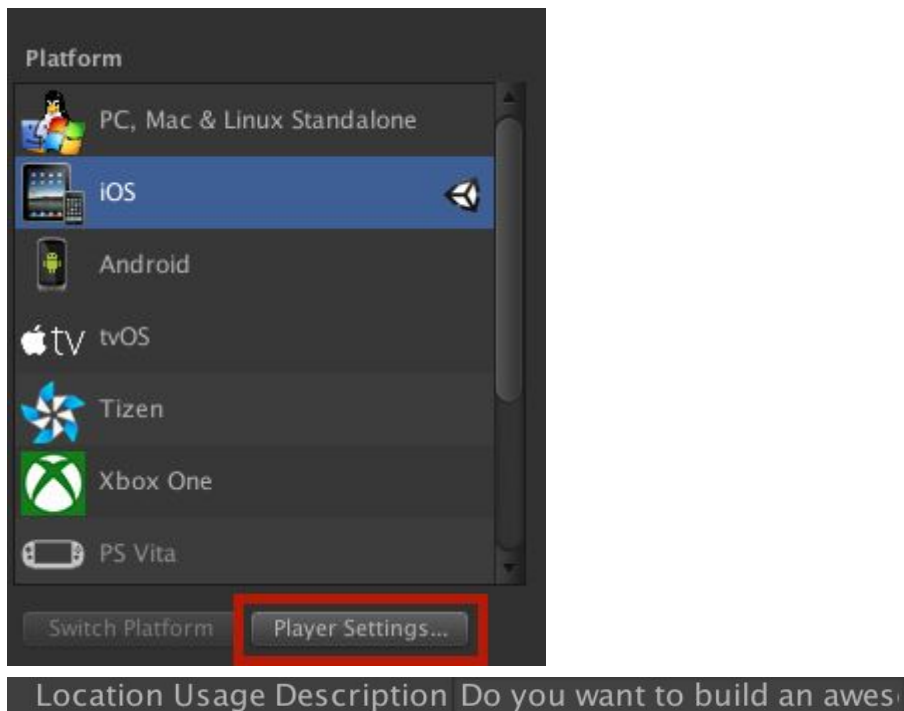 Platform
PC, Mac & Linux Standalone
iOS
Android
tv tvOS
Tizen
Xbox One
PS Vita
Switch Platform Player Settings...
Location Usage Description Do you want to build an